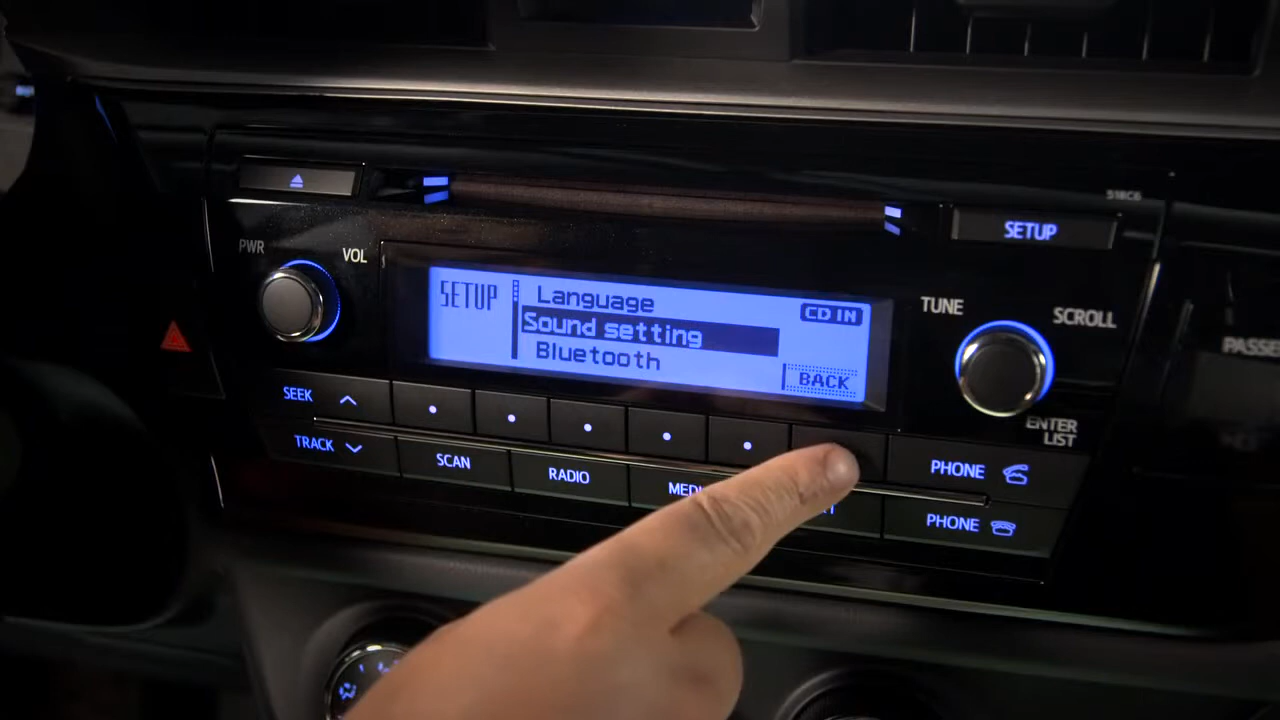 518C6
SETUP
PWR
VOL
SETUP
Language
Sound setting
Bluetooth
CD IN
BACK
TUNE
SCROLL
ENTER
LIST
SEEK
TRACK
SCAN
RADIO
PHONE
PHONE